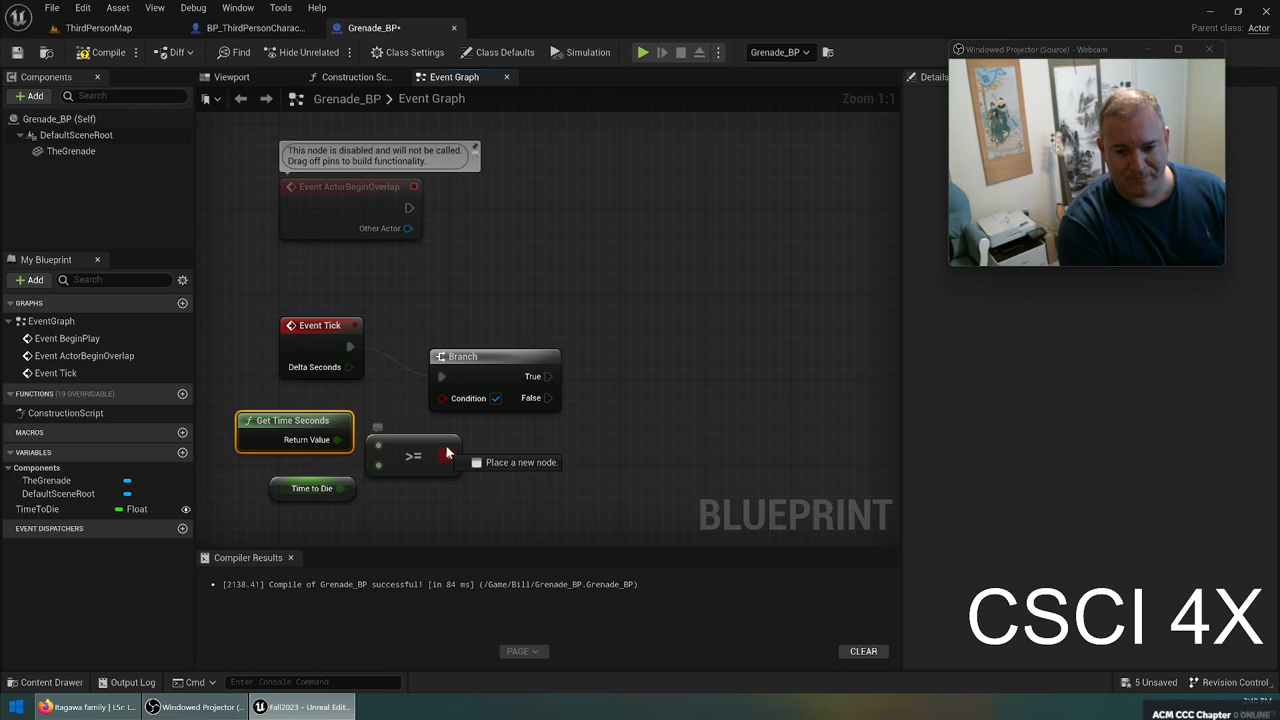 File Edit Asset View Debug Window Tools Help
ThirdPersonMap BP_ThirdPersonCharac... Grenade_BP•
Parent class: Actor
Compile Diff Find Hide Unrelated Class Settings Class Defaults Simulation Grenade_BP
Windowed Projector (Source) - Webcam
Components Viewport Construction Sc... Event Graph Details
Add Search
Grenade_BP > Event Graph
Zoom 1:1
Grenade_BP (Self)
DefaultSceneRoot
TheGrenade
This node is disabled and will not be called.
Drag off pins to build functionality.
Event ActorBeginOverlap
Other Actor
My Blueprint
Add Search
GRAPHS
EventGraph
Event BeginPlay
Event ActorBeginOverlap
Event Tick
FUNCTIONS (19 OVERRIDABLE)
ConstructionScript
MACROS
VARIABLES
Components
TheGrenade
DefaultSceneRoot
TimeToDie Float
EVENT DISPATCHERS
Event Tick
Delta Seconds
Branch
True
Condition False
Get Time Seconds
Return Value
>=
Place a new node.
Time to Die
BLUEPRINT
Compiler Results
[2138.41] Compile of Grenade_BP successful! [in 84 ms] (/Game/Bill/Grenade_BP.Grenade_BP)
CSCI 4X
PAGE CLEAR
Content Drawer Output Log Cmd Enter Console Command 5 Unsaved Revision Control
Itagawa family | l5r: L... Windowed Projector (... Fall2023 - Unreal Edit...
ACM CCC Chapter 0 ONLINE